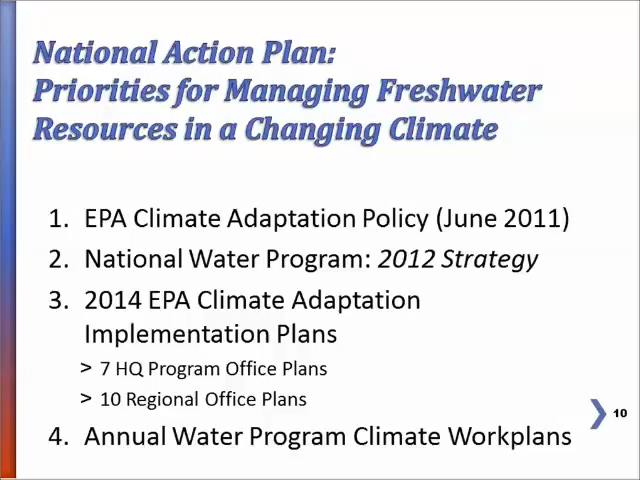 National Action Plan:
Priorities for Managing Freshwater
Resources in a Changing Climate
1. EPA Climate Adaptation Policy (June 2011)
2. National Water Program: 2012 Strategy
3. 2014 EPA Climate Adaptation
Implementation Plans
> 7 HQ Program Office Plans
> 10 Regional Office Plans
10
4. Annual Water Program Climate Workplans